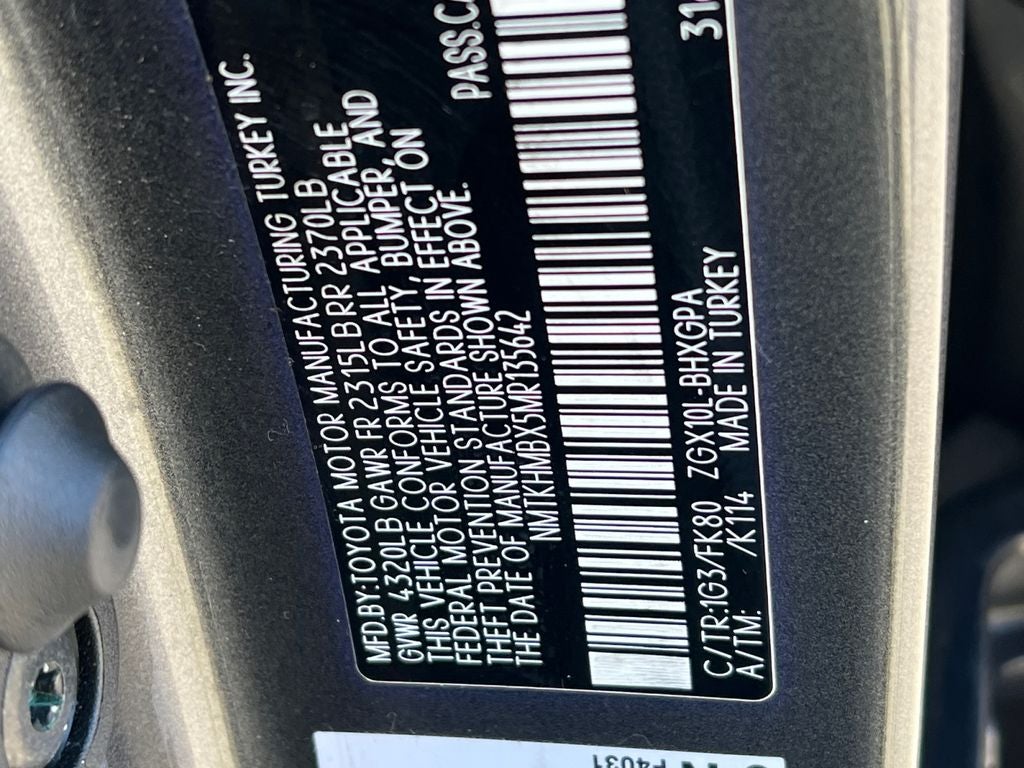 MFD.BY:TOYOTA MOTOR MANUFACTURING TURKEY INC.
GVWR 4320LB GAWR FR 2315LB RR 2370LB
THIS VEHICLE CONFORMS TO ALL APPLICABLE
FEDERAL MOTOR VEHICLE SAFETY, BUMPER, AND
THEFT PREVENTION STANDARDS IN EFFECT ON
THE DATE OF MANUFACTURE SHOWN ABOVE.
NMTKHMBX5MR135642 PASS.CA
C/TR:1G3/FK80 ZGX10L-BHXGPA 31
A/TM: /K114 MADE IN TURKEY
F4031